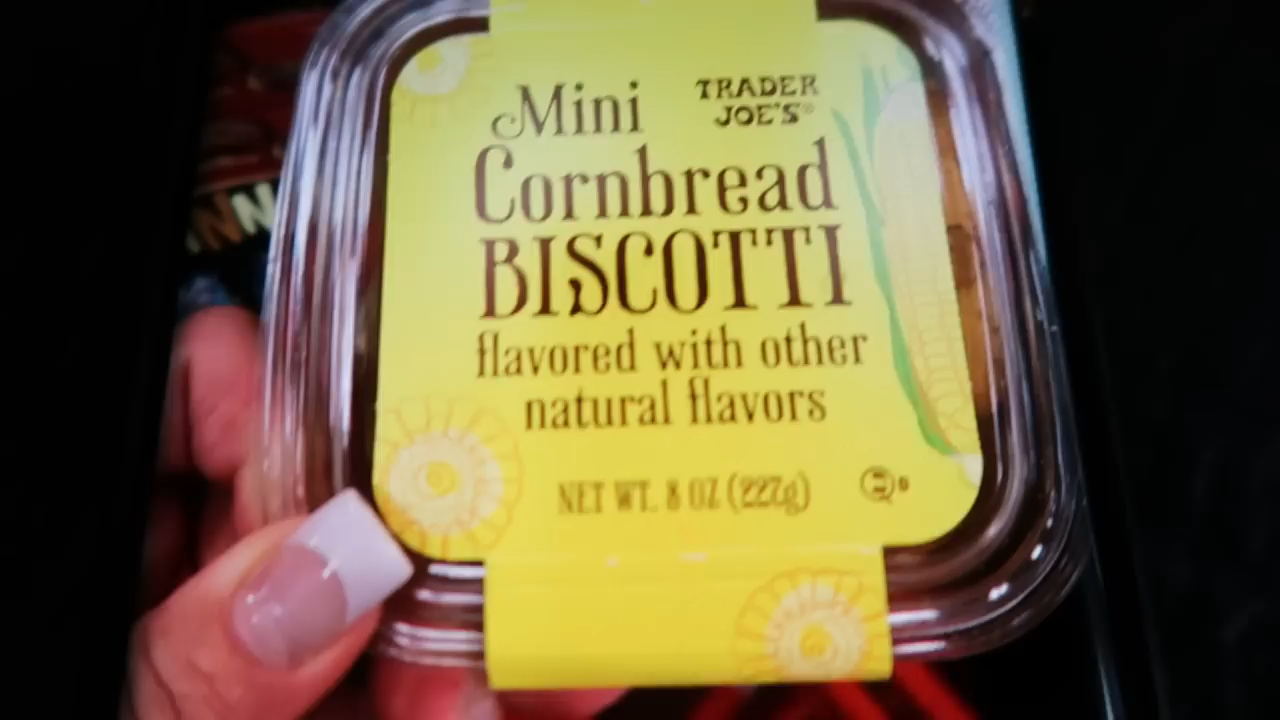 Mini
TRADER
JOE'S
Cornbread
BISCOTTI
flavored with other
natural flavors
NET WT. 8 OZ (227g)